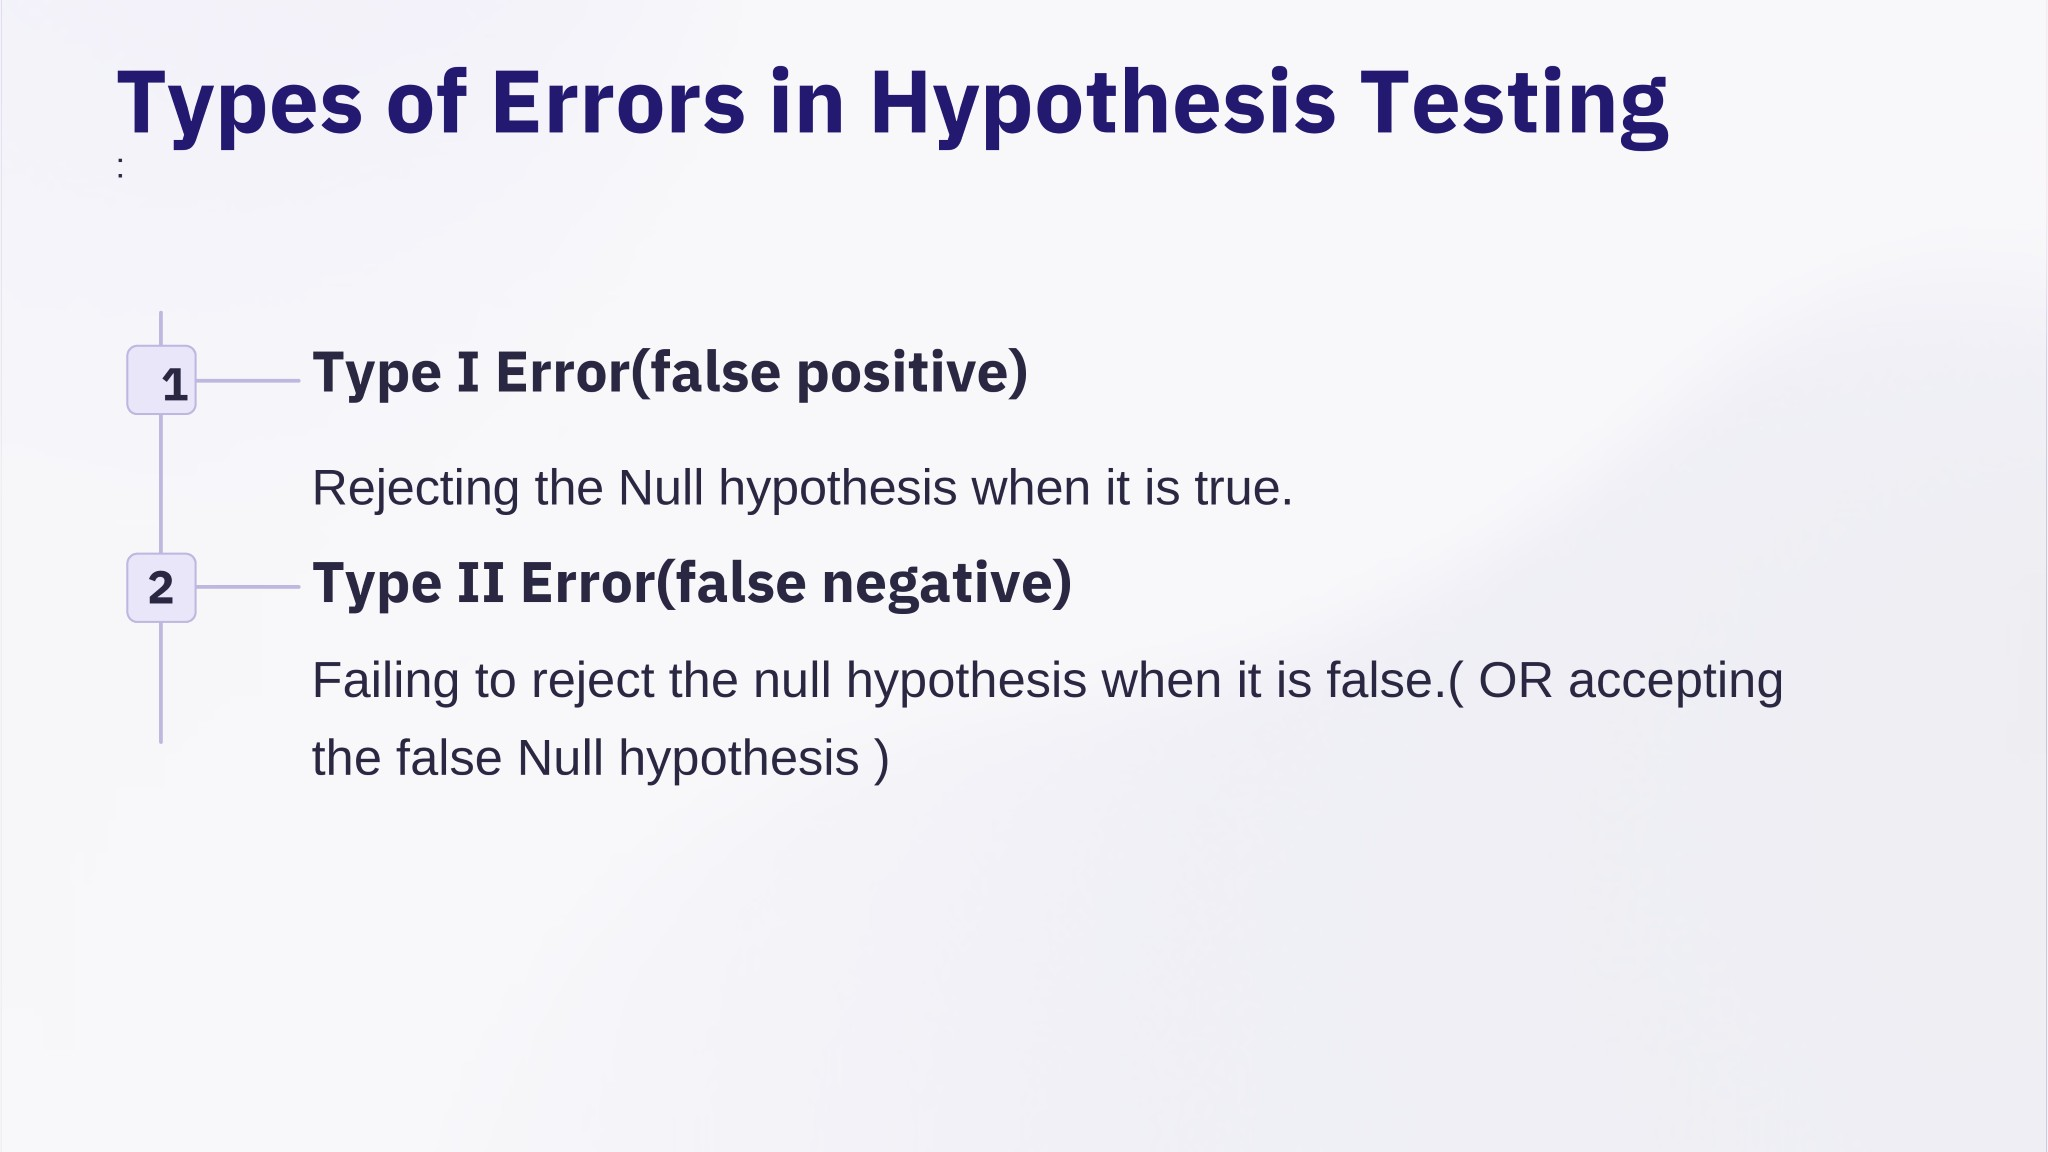 Types of Errors in Hypothesis Testing
:
1
Type I Error(false positive)
Rejecting the Null hypothesis when it is true.
2
Type II Error(false negative)
Failing to reject the null hypothesis when it is false.( OR accepting
the false Null hypothesis )